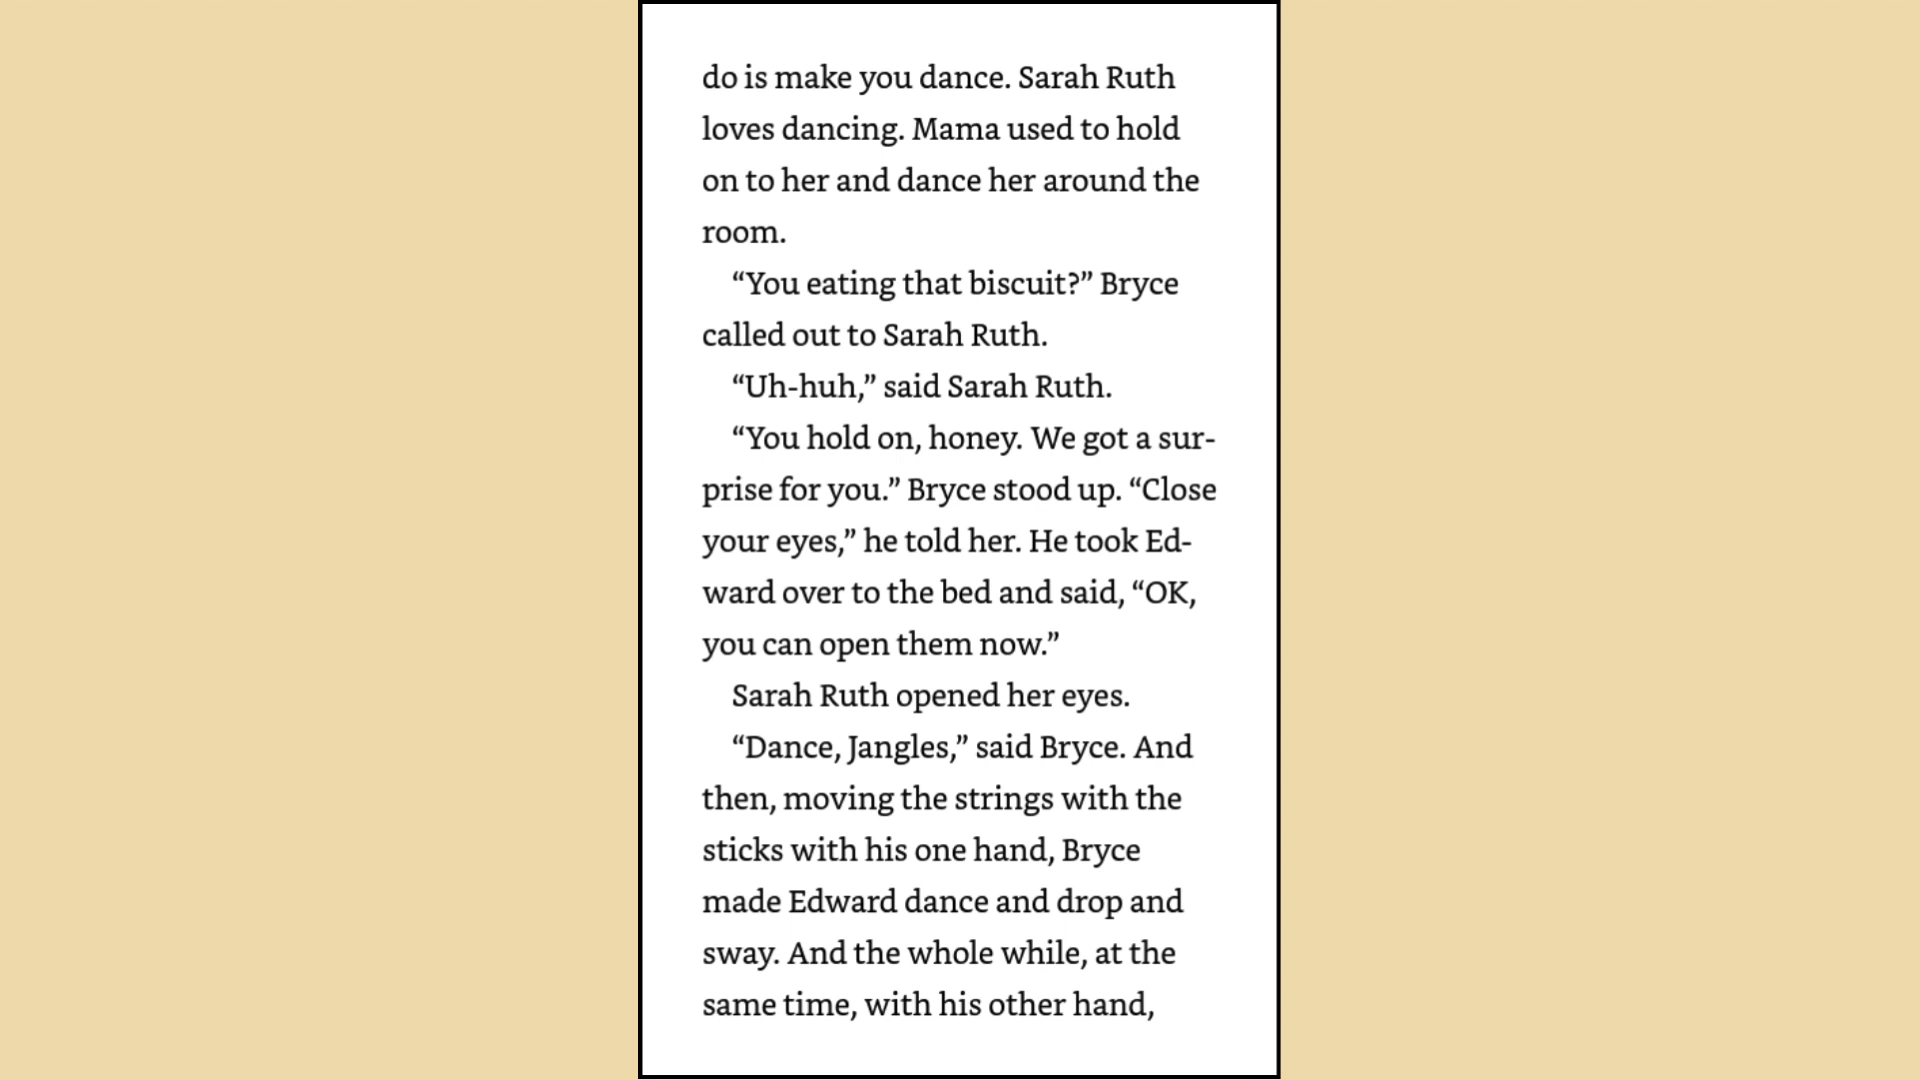 do is make you dance. Sarah Ruth
loves dancing. Mama used to hold
on to her and dance her around the
room.
“You eating that biscuit?” Bryce
called out to Sarah Ruth.
“Uh-huh,” said Sarah Ruth.
“You hold on, honey. We got a sur-
prise for you.” Bryce stood up. “Close
your eyes,” he told her. He took Ed-
ward over to the bed and said, “OK,
you can open them now.”
Sarah Ruth opened her eyes.
“Dance, Jangles,” said Bryce. And
then, moving the strings with the
sticks with his one hand, Bryce
made Edward dance and drop and
sway. And the whole while, at the
same time, with his other hand,